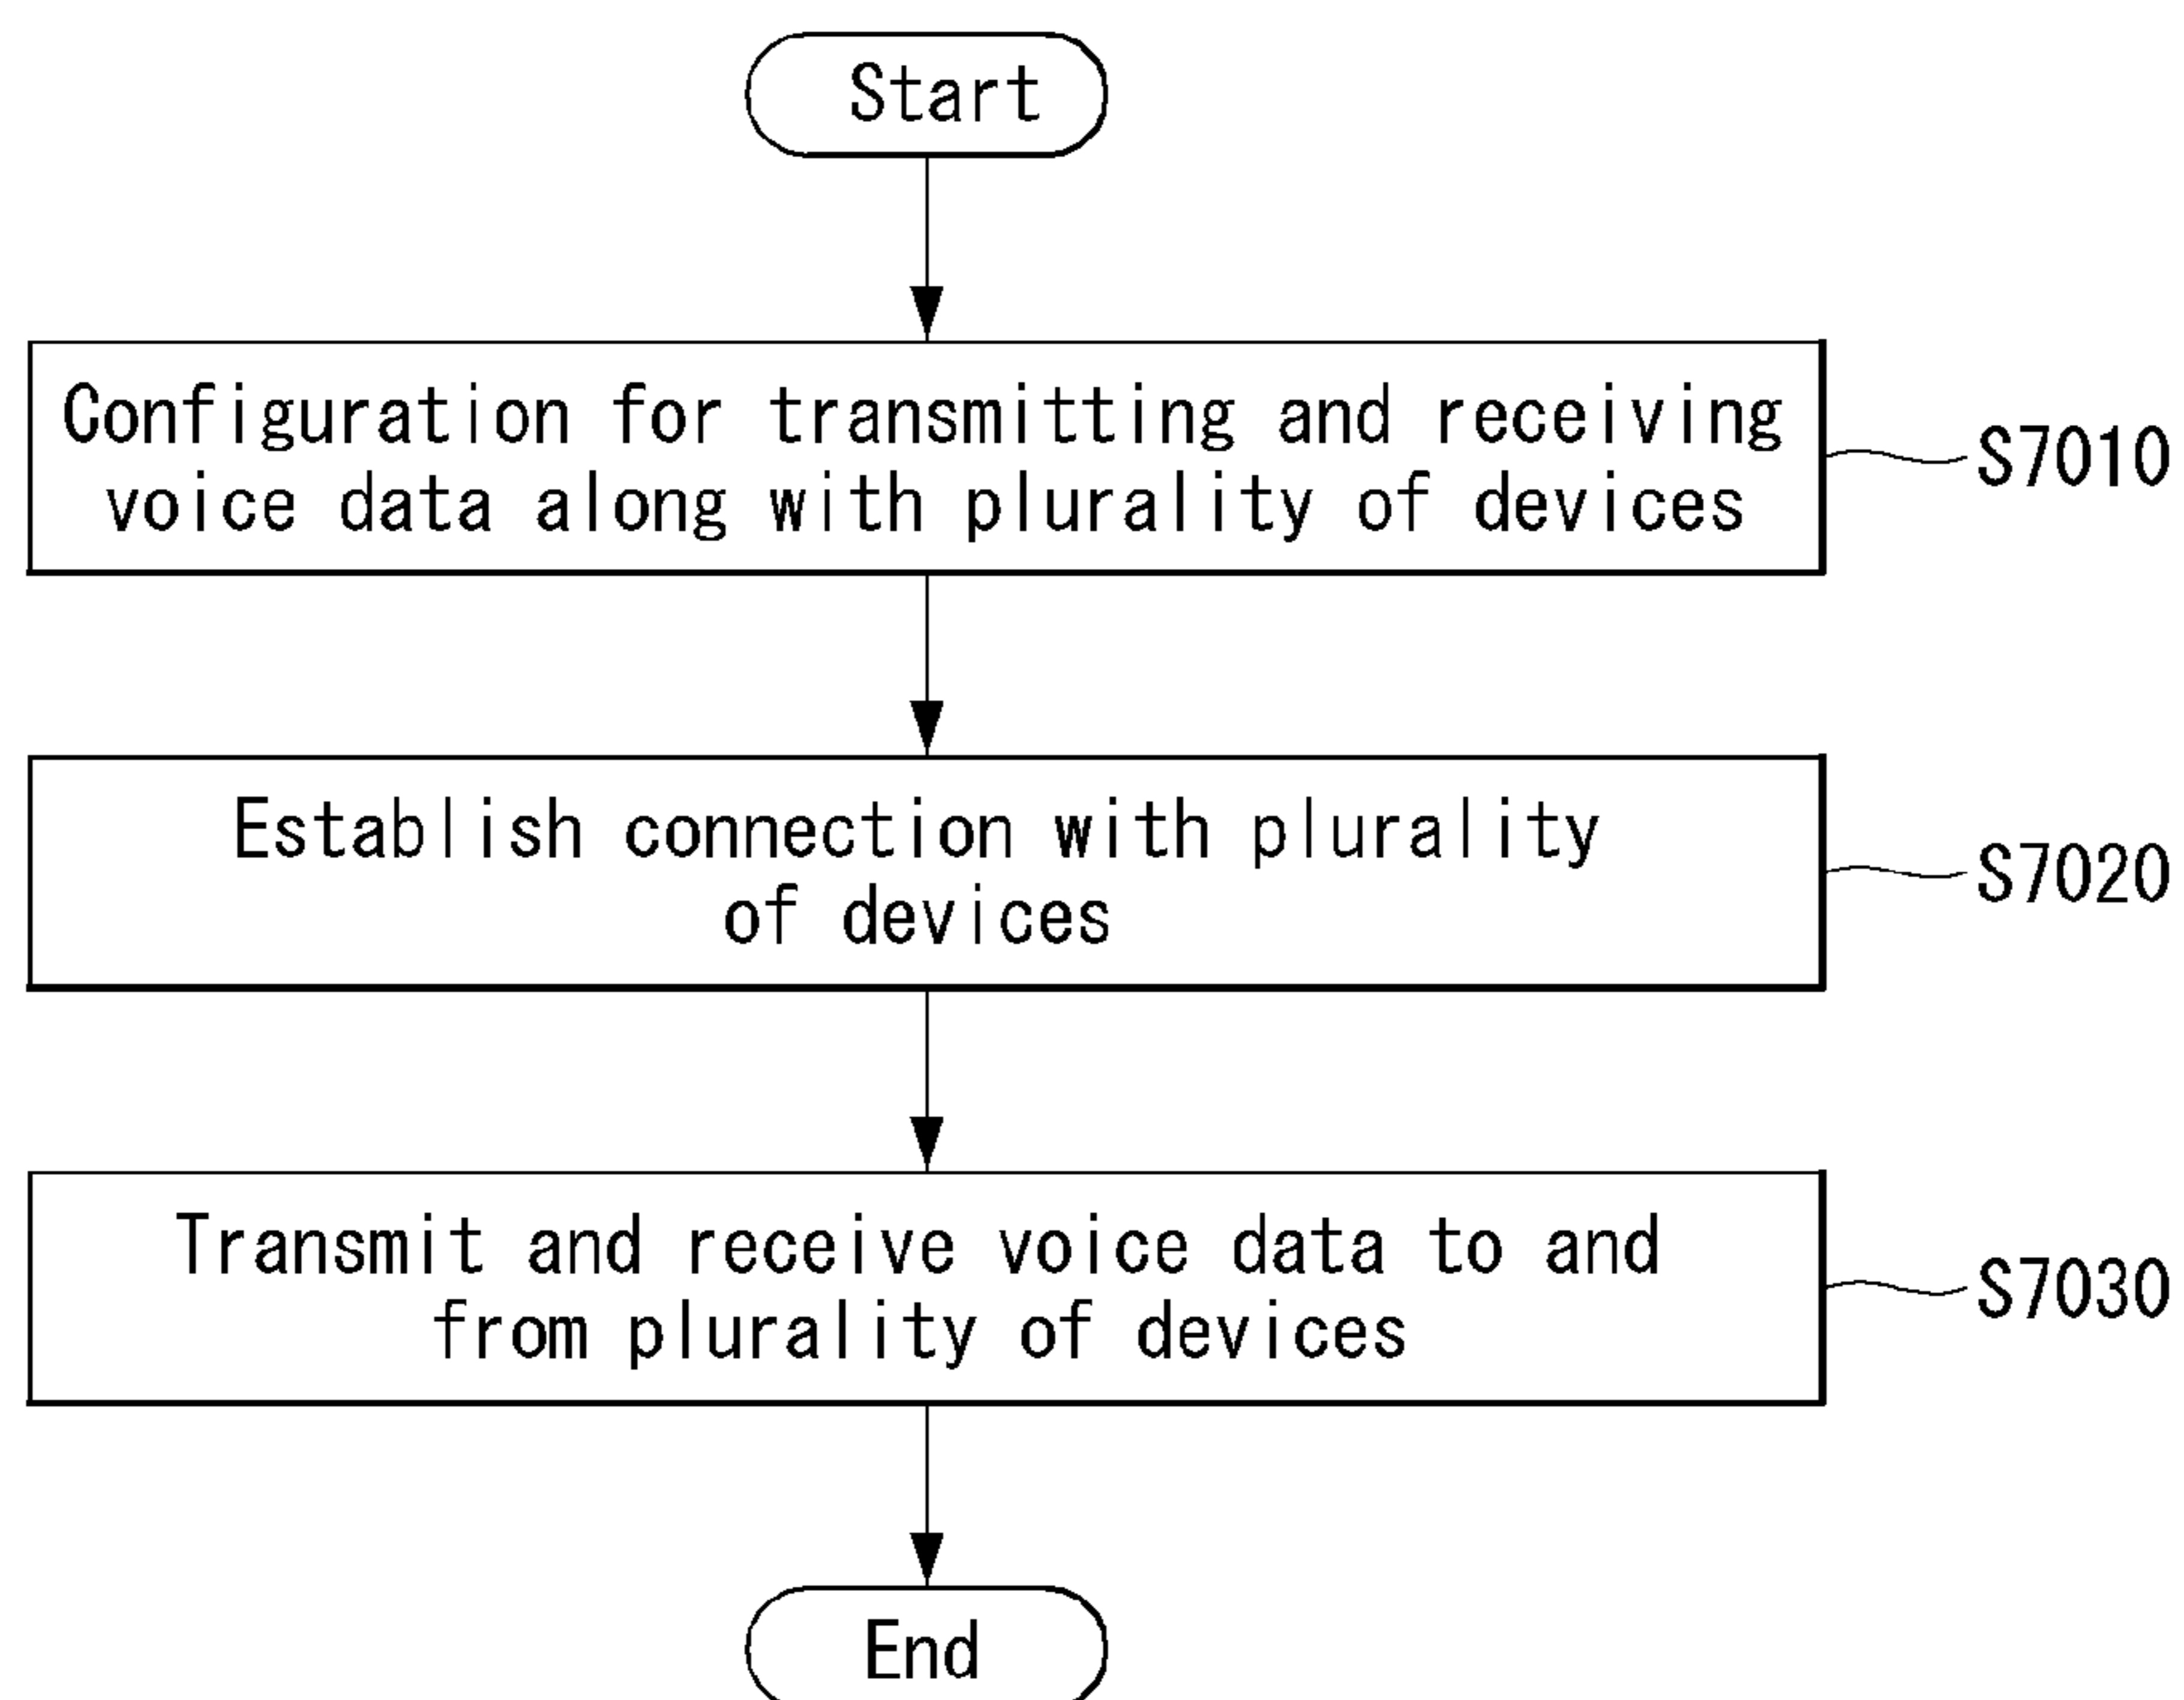 Start
Configuration for transmitting and receiving
voice data along with plurality of devices
S7010
Establish connection with plurality
of devices
S7020
Transmit and receive voice data to and
from plurality of devices
S7030
End